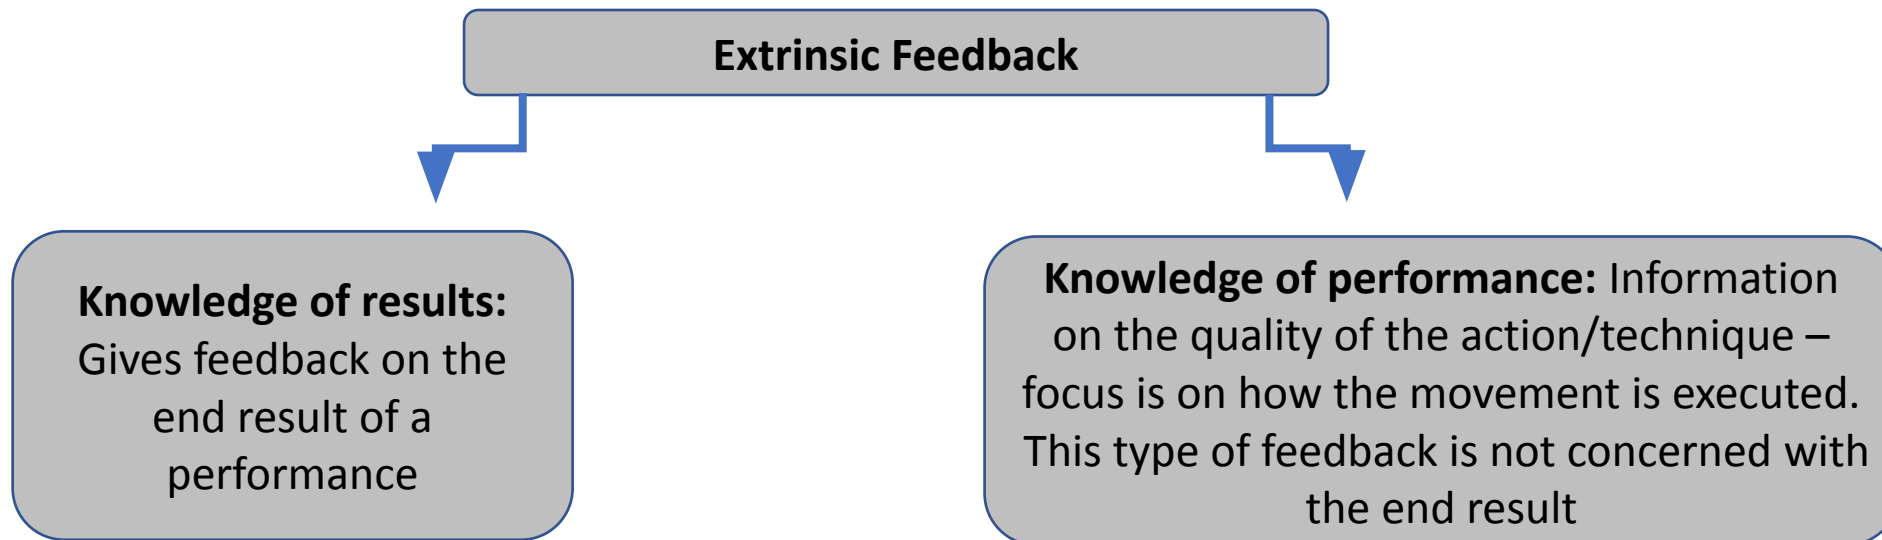 Extrinsic Feedback
Knowledge of results:
Gives feedback on the
end result of a
performance
Knowledge of performance: Information
on the quality of the action/technique –
focus is on how the movement is executed.
This type of feedback is not concerned with
the end result